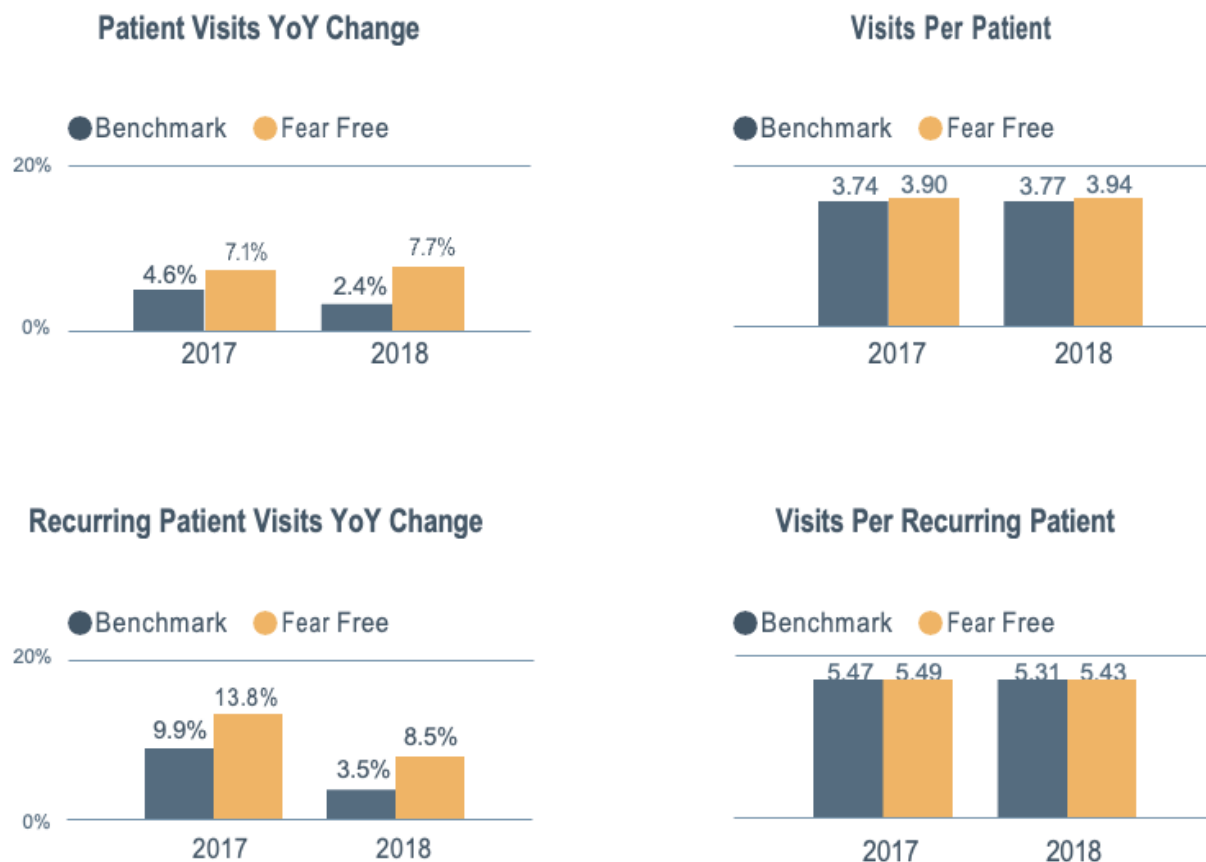 Patient Visits YoY Change
Benchmark Fear Free
20%
4.6% 7.1% 2.4% 7.7%
0%
2017 2018
Visits Per Patient
Benchmark Fear Free
3.74 3.90 3.77 3.94
2017 2018
Recurring Patient Visits YoY Change
Benchmark Fear Free
20%
9.9% 13.8% 3.5% 8.5%
0%
2017 2018
Visits Per Recurring Patient
Benchmark Fear Free
5.47 5.49 5.31 5.43
2017 2018